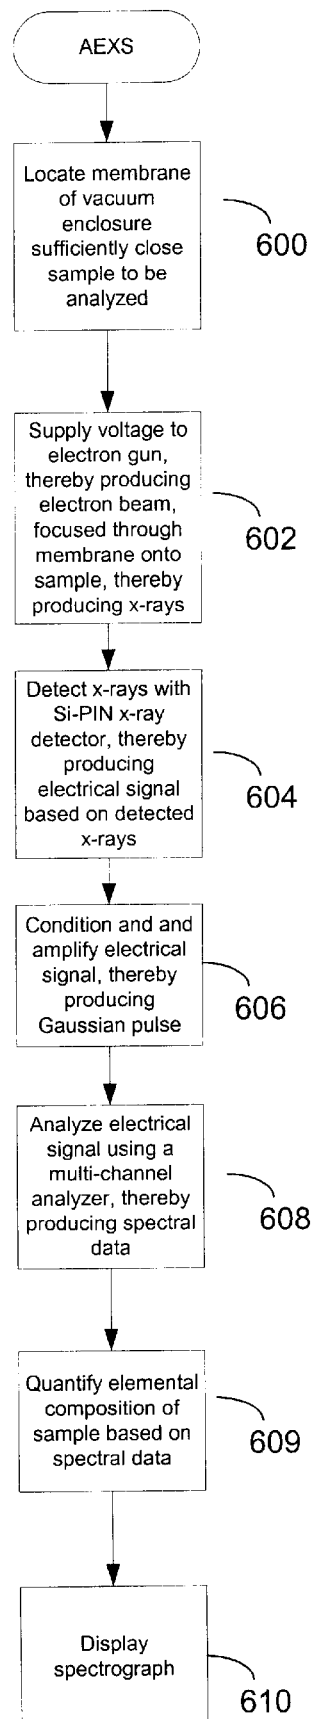 AEXS
Locate membrane
of vacuum
enclosure
sufficiently close
sample to be
analyzed
600
Supply voltage to
electron gun,
thereby producing
electron beam,
focused through
membrane onto
sample, thereby
producing x-rays
602
Detect x-rays with
Si-PIN x-ray
detector, thereby
producing
electrical signal
based on detected
x-rays
604
Condition and and
amplify electrical
signal, thereby
producing
Gaussian pulse
606
Analyze electrical
signal using a
multi-channel
analyzer, thereby
producing spectral
data
608
Quantify elemental
composition of
sample based on
spectral data
609
Display
spectrograph
610